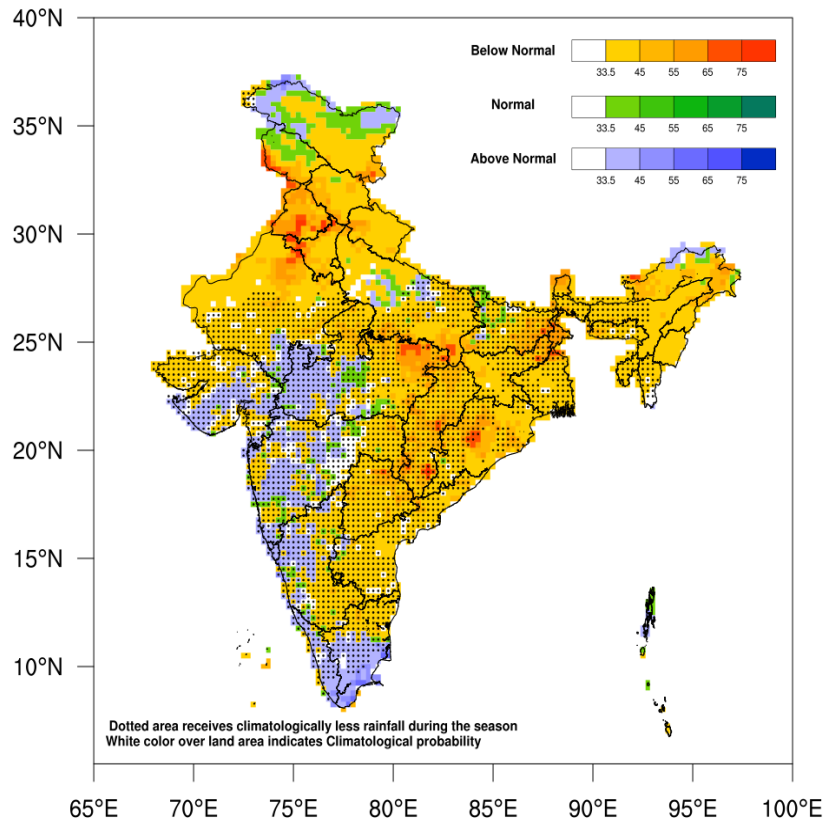 40°N
35°N
30°N
25°N
20°N
15°N
10°N
Below Normal
33.5 45 55 65 75
Normal
33.5 45 55 65 75
Above Normal
33.5 45 55 65 75
Dotted area receives climatologically less rainfall during the season
White color over land area indicates Climatological probability
65°E 70°E 75°E 80°E 85°E 90°E 95°E 100°E